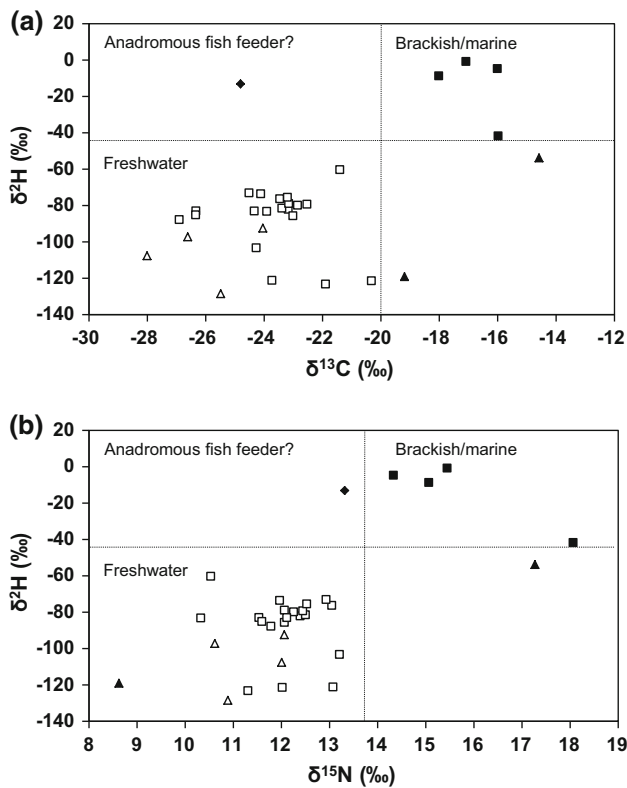 (a)
20
0
-20
-40
-60
-80
-100
-120
-140
δ²H (‰)
Anadromous fish feeder?
Brackish/marine
Freshwater
-30 -28 -26 -24 -22 -20 -18 -16 -14 -12
δ¹³C (‰)
(b)
20
0
-20
-40
-60
-80
-100
-120
-140
δ²H (‰)
Anadromous fish feeder?
Brackish/marine
Freshwater
8 9 10 11 12 13 14 15 16 17 18 19
δ¹⁵N (‰)